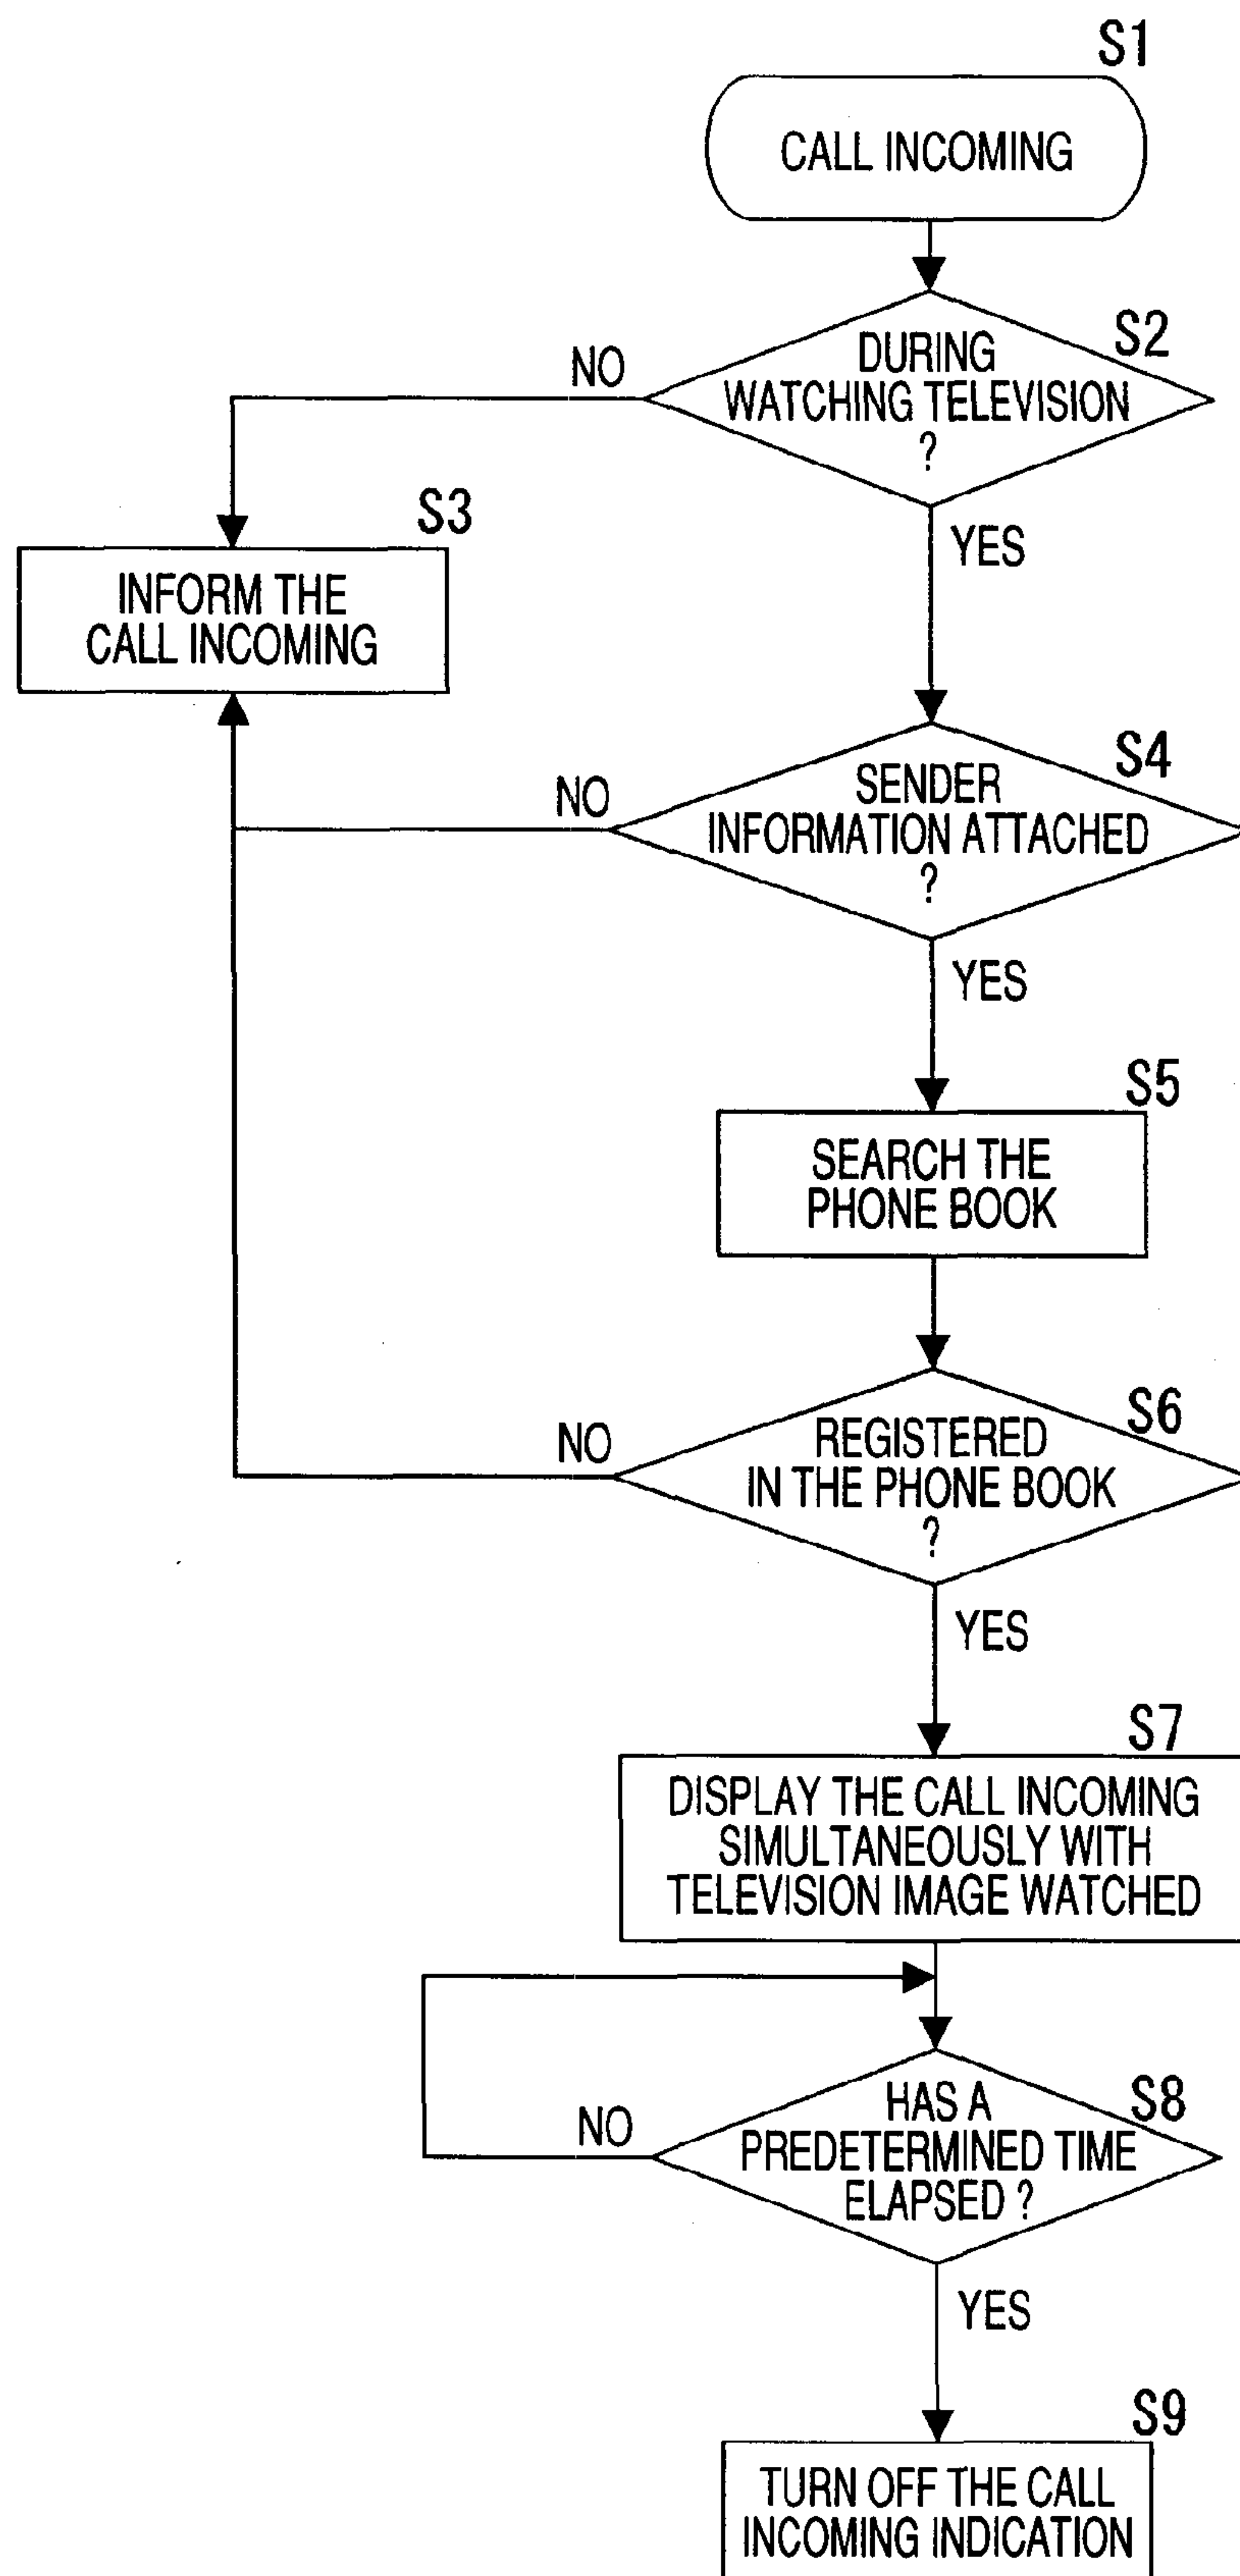 S1
CALL INCOMING
S2
DURING
WATCHING TELEVISION
?
NO
YES
S3
INFORM THE
CALL INCOMING
S4
SENDER
INFORMATION ATTACHED
?
NO
YES
S5
SEARCH THE
PHONE BOOK
S6
REGISTERED
IN THE PHONE BOOK
?
NO
YES
S7
DISPLAY THE CALL INCOMING
SIMULTANEOUSLY WITH
TELEVISION IMAGE WATCHED
S8
HAS A
PREDETERMINED TIME
ELAPSED ?
NO
YES
S9
TURN OFF THE CALL
INCOMING INDICATION